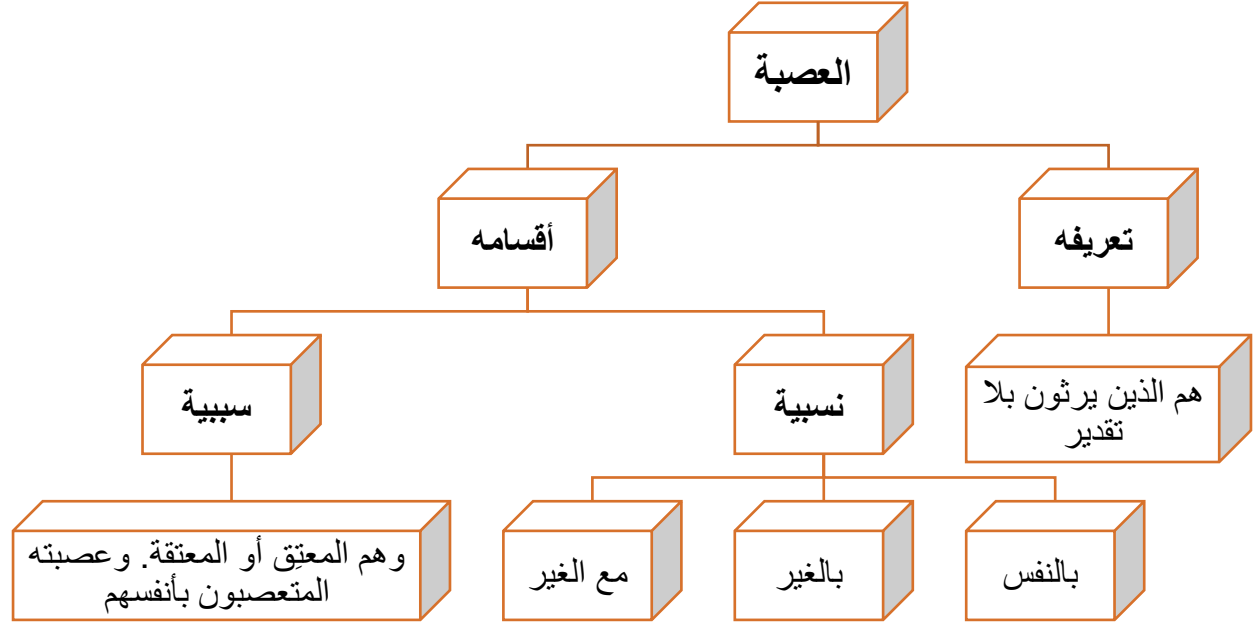 العصبة
تعريفه
أقسامه
هم الذين يرثون بلا
تقدير
نسبية
سببية
بالنفس
بالغير
مع الغير
وهم المعتِق أو المعتقة. وعصبته
المتعصبون بأنفسهم